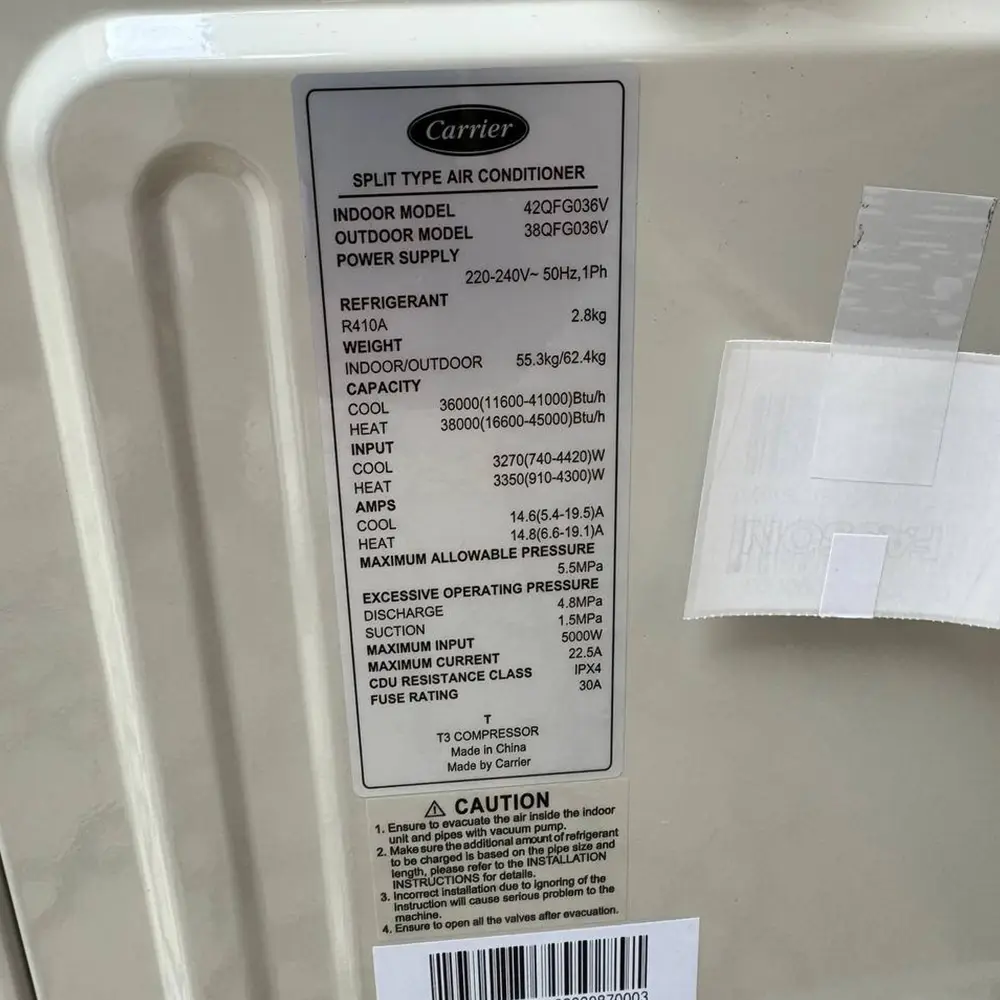 Carrier
SPLIT TYPE AIR CONDITIONER
INDOOR MODEL 42QFG036V
OUTDOOR MODEL 38QFG036V
POWER SUPPLY
220-240V~ 50Hz,1Ph
REFRIGERANT
R410A 2.8kg
WEIGHT
INDOOR/OUTDOOR 55.3kg/62.4kg
CAPACITY
COOL 36000(11600-41000)Btu/h
HEAT 38000(16600-45000)Btu/h
INPUT
COOL 3270(740-4420)W
HEAT 3350(910-4300)W
AMPS
COOL 14.6(5.4-19.5)A
HEAT 14.8(6.6-19.1)A
MAXIMUM ALLOWABLE PRESSURE
5.5MPa
EXCESSIVE OPERATING PRESSURE
DISCHARGE 4.8MPa
SUCTION 1.5MPa
MAXIMUM INPUT 5000W
MAXIMUM CURRENT 22.5A
CDU RESISTANCE CLASS IPX4
FUSE RATING 30A
T
T3 COMPRESSOR
Made in China
Made by Carrier
⚠ CAUTION
1. Ensure to evacuate the air inside the indoor
unit and pipes with vacuum pump.
2. Make sure the additional amount of refrigerant
to be charged is based on the pipe size and
length, please refer to the INSTALLATION
INSTRUCTIONS for details.
3. Incorrect installation due to ignoring of the
instruction will cause serious problem to the
machine.
4. Ensure to open all the valves after evacuation.